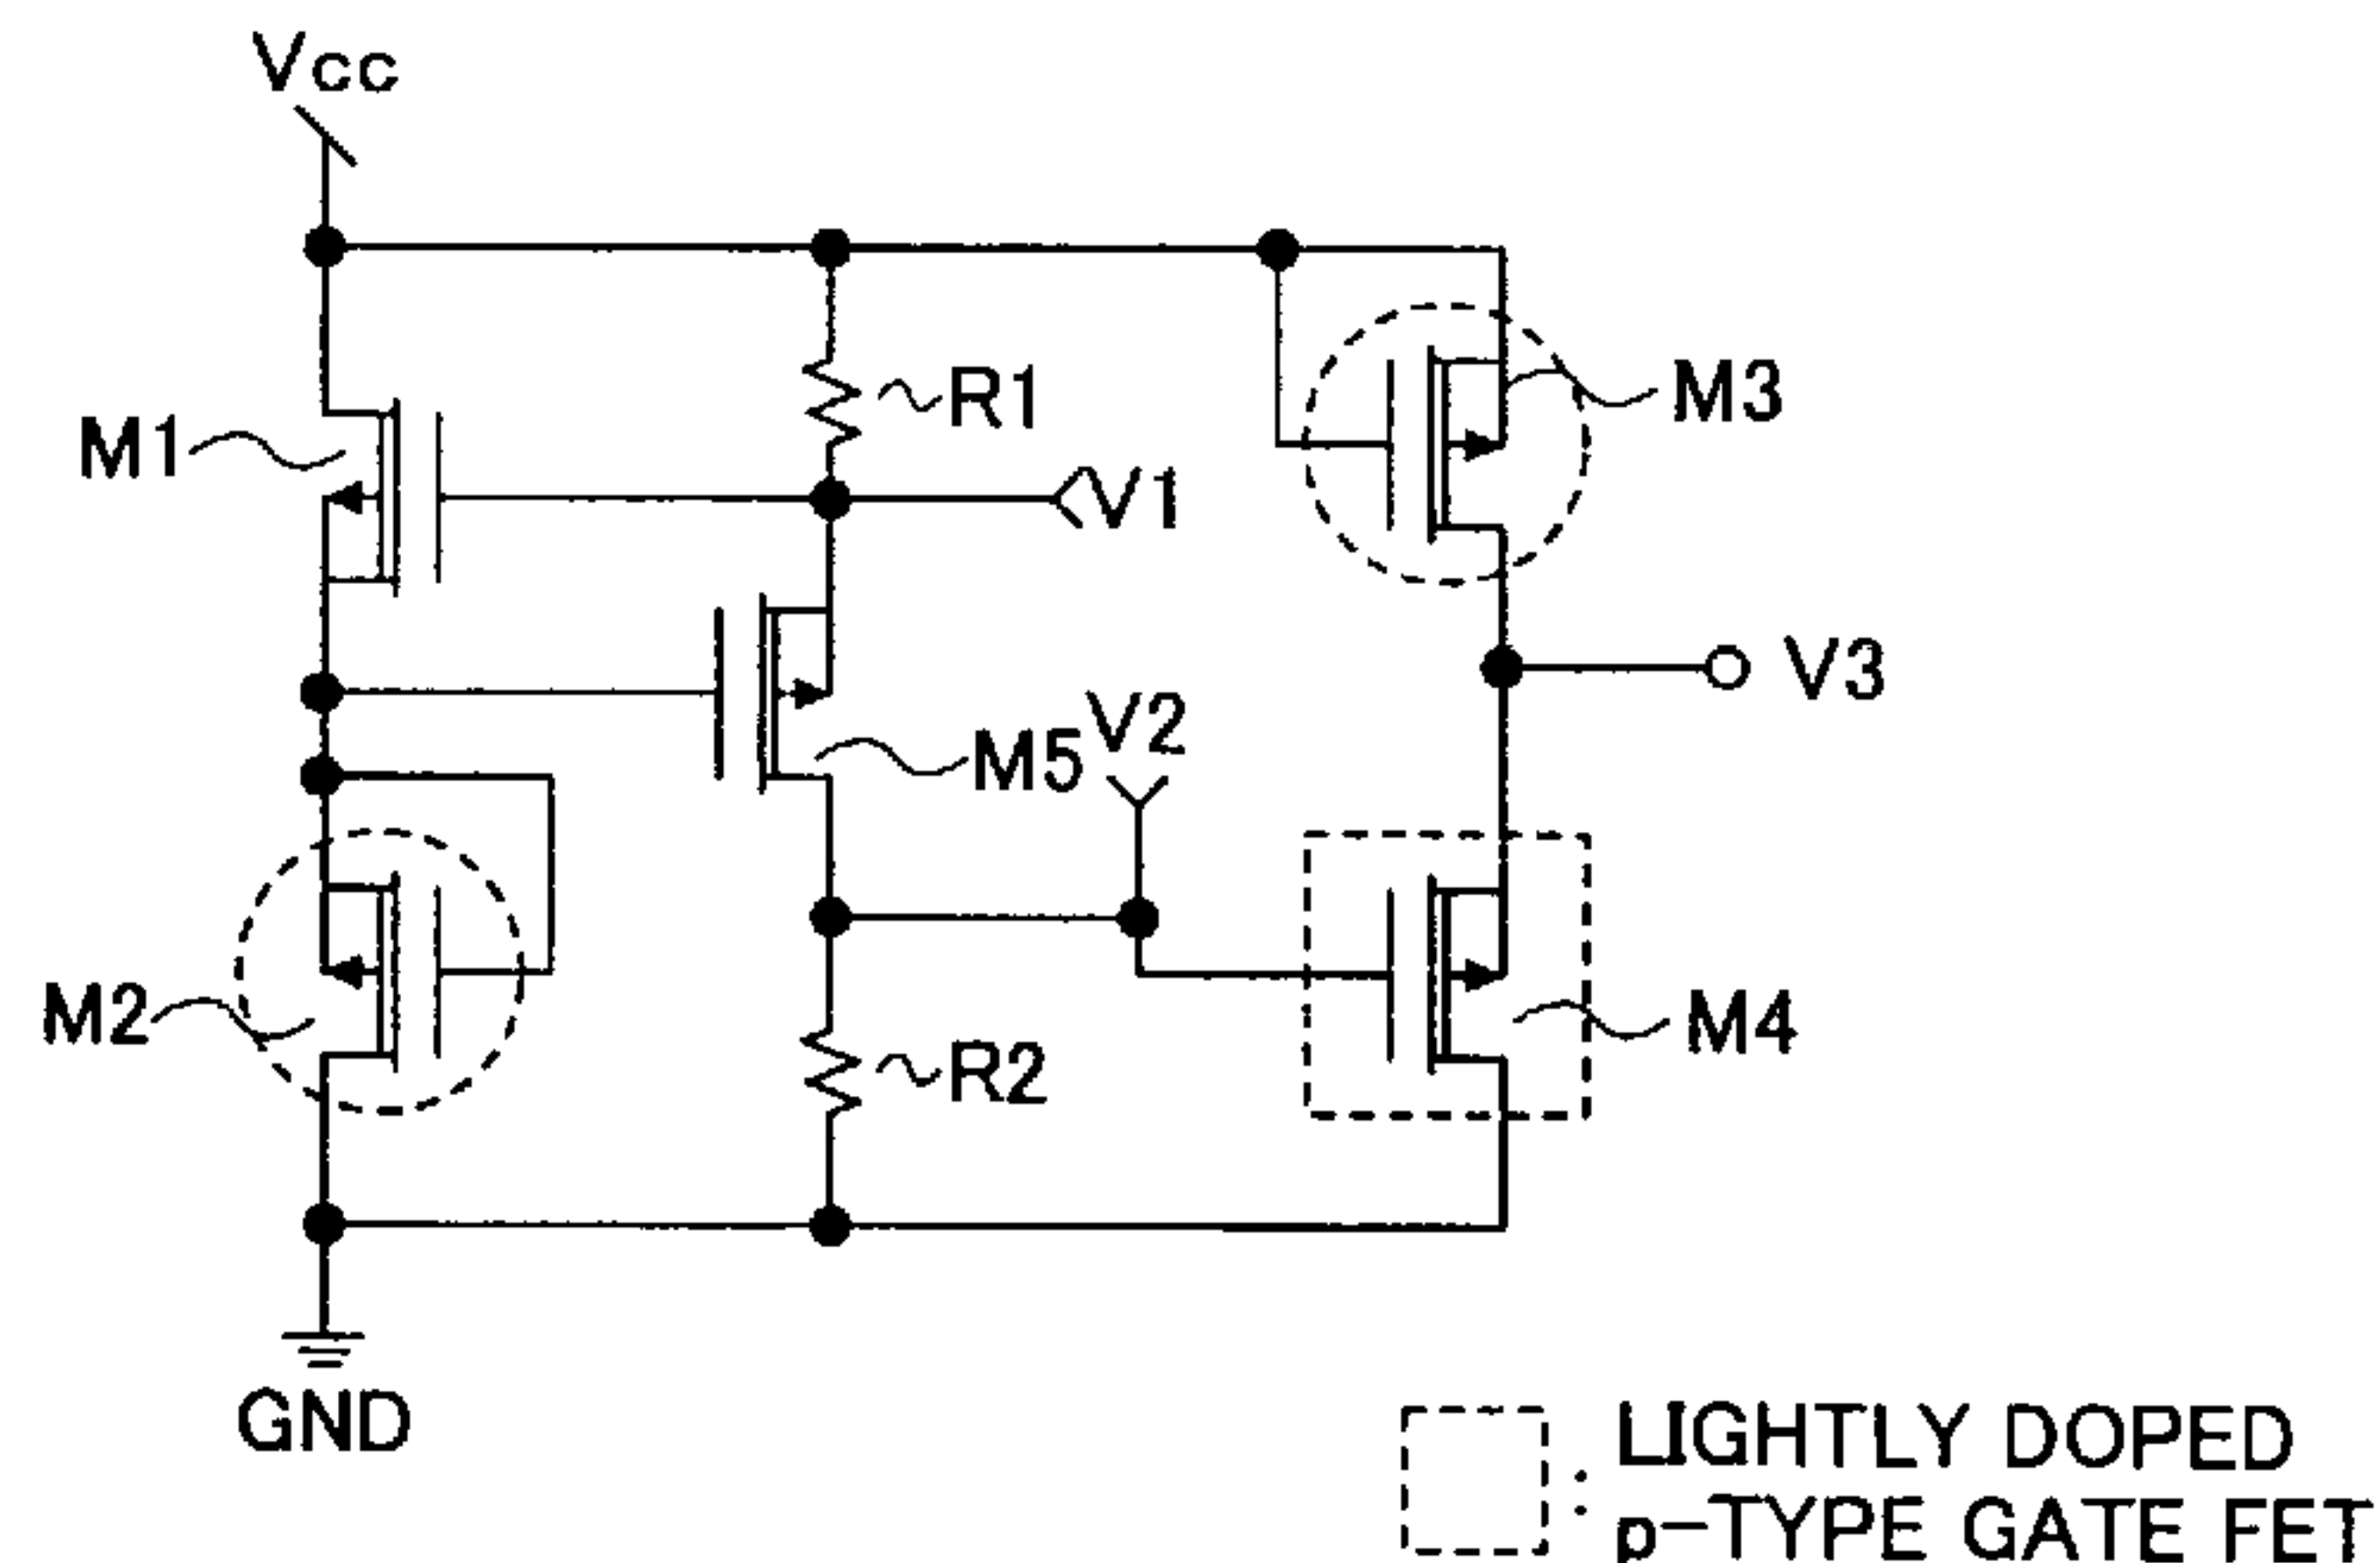 Vcc
R1
M3
M1
V1
V3
V2
M5
M2
M4
R2
GND
LIGHTLY DOPED
: p-TYPE GATE FET